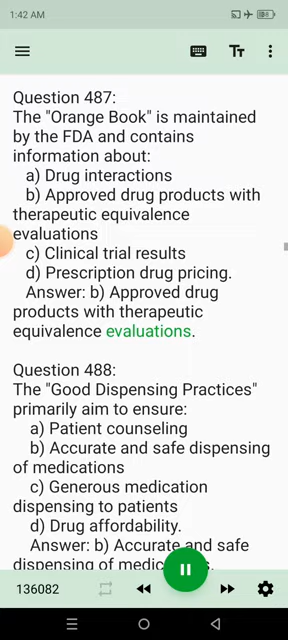 1:42 AM
Tт
Question 487:
The "Orange Book" is maintained
by the FDA and contains
information about:
a) Drug interactions
b) Approved drug products with
therapeutic equivalence
evaluations
c) Clinical trial results
d) Prescription drug pricing.
Answer: b) Approved drug
products with therapeutic
equivalence evaluations.
Question 488:
The "Good Dispensing Practices"
primarily aim to ensure:
a) Patient counseling
b) Accurate and safe dispensing
of medications
c) Generous medication
dispensing to patients
d) Drug affordability.
Answer: b) Accurate and safe
dispensing of
136082